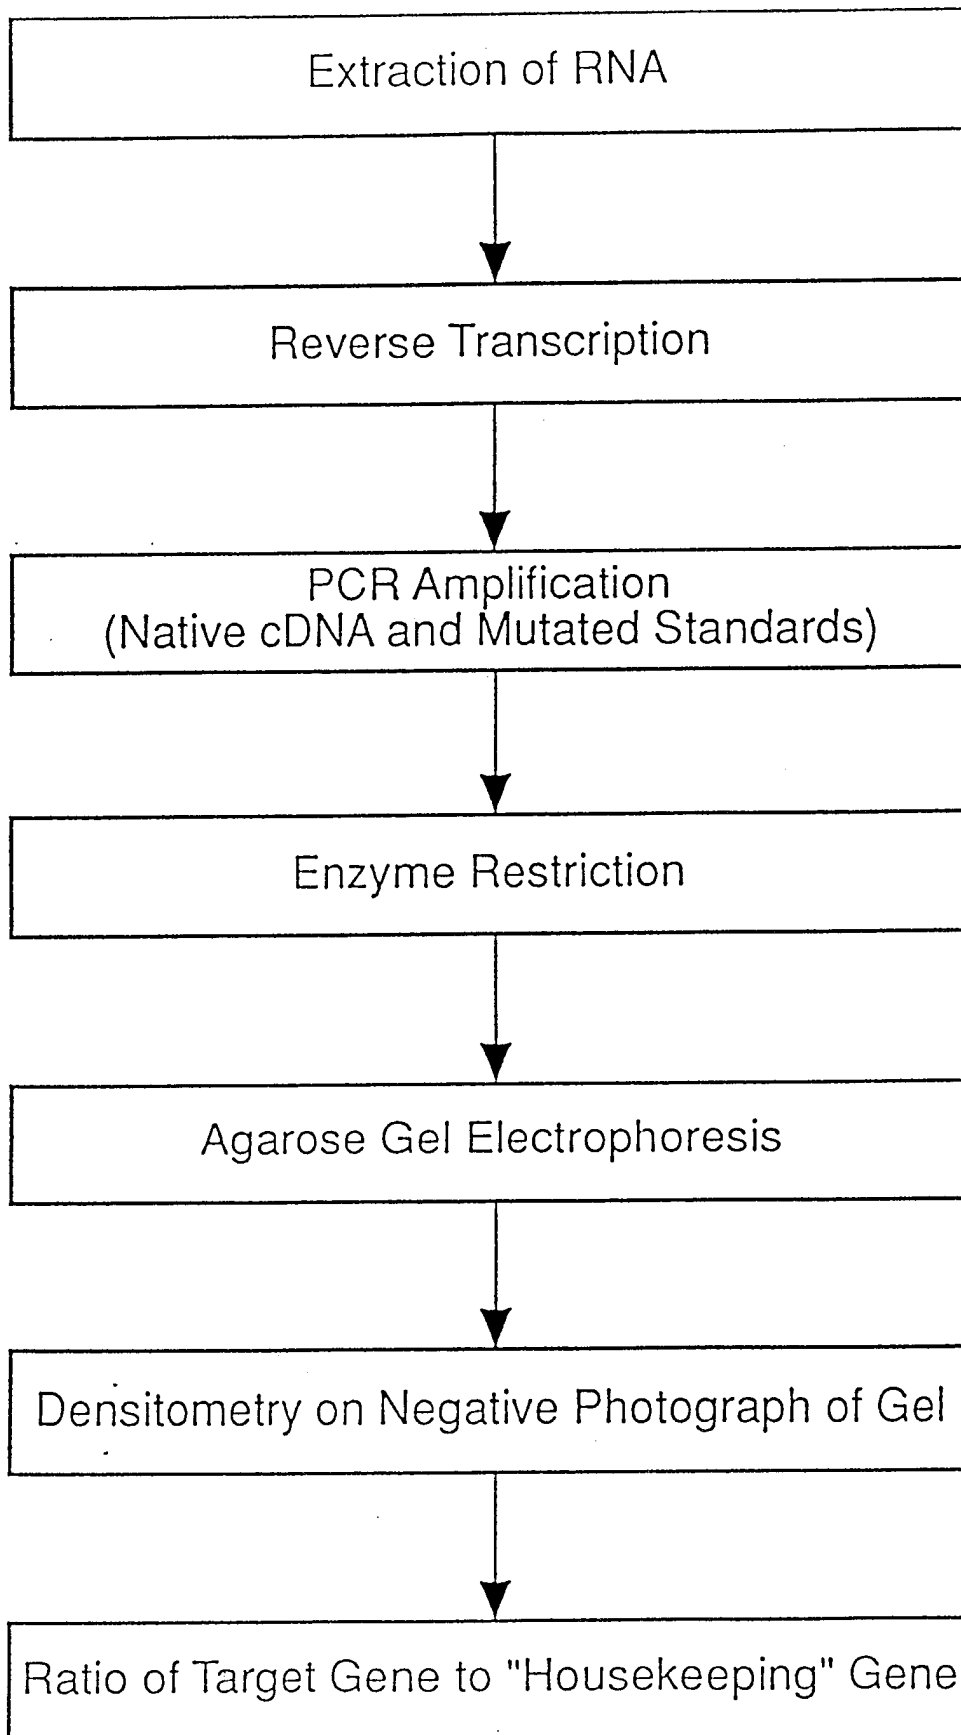 Extraction of RNA
Reverse Transcription
PCR Amplification
(Native cDNA and Mutated Standards)
Enzyme Restriction
Agarose Gel Electrophoresis
Densitometry on Negative Photograph of Gel
Ratio of Target Gene to "Housekeeping" Gene